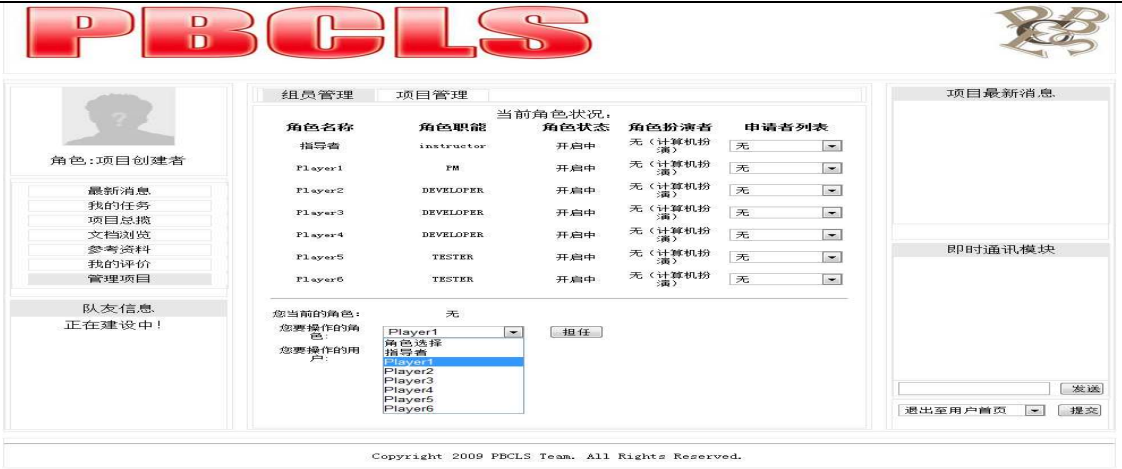 PBCLS
角色:项目创建者
最新消息
我的任务
项目总揽
文档浏览
参考资料
我的评价
管理项目
队友信息
正在建设中!
组员管理 项目管理
当前角色状况:
角色名称 角色职能 角色状态 角色扮演者 申请者列表
指导者 instructor 开启中 无(计算机扮演) 无
Player1 PM 开启中 无(计算机扮演) 无
Player2 DEVELOPER 开启中 无(计算机扮演) 无
Player3 DEVELOPER 开启中 无(计算机扮演) 无
Player4 DEVELOPER 开启中 无(计算机扮演) 无
Player5 TESTER 开启中 无(计算机扮演) 无
Player6 TESTER 开启中 无(计算机扮演) 无
您当前的角色: 无
您要操作的角色: Player1 担任
您要操作的用户:
角色选择
指导者
Player1
Player2
Player3
Player4
Player5
Player6
项目最新消息
即时通讯模块
发送
退出至用户首页 提交
Copyright 2009 PBCLS Team. All Rights Reserved.